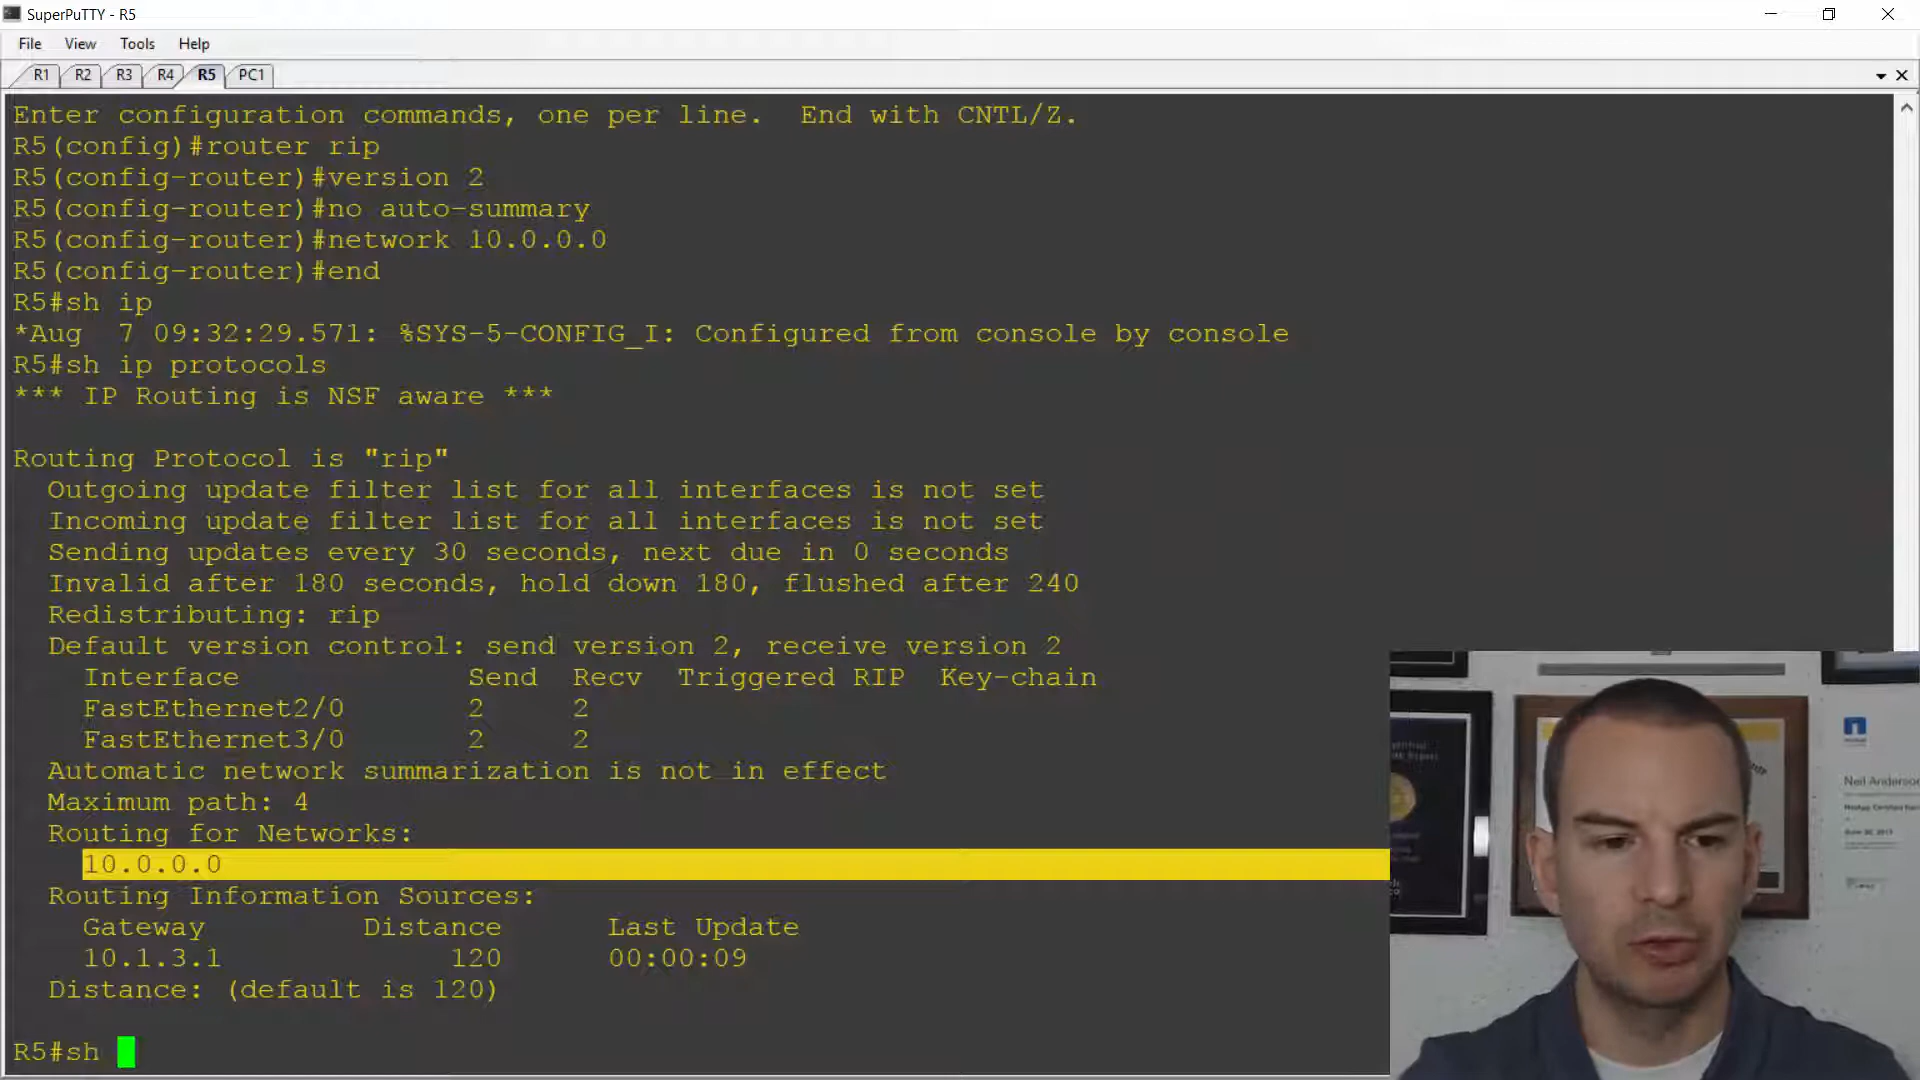 SuperPuTTY - R5
File View Tools Help
R1 R2 R3 R4 R5 PC1
Enter configuration commands, one per line.  End with CNTL/Z.
R5(config)#router rip
R5(config-router)#version 2
R5(config-router)#no auto-summary
R5(config-router)#network 10.0.0.0
R5(config-router)#end
R5#sh ip
*Aug  7 09:32:29.571: %SYS-5-CONFIG_I: Configured from console by console
R5#sh ip protocols
*** IP Routing is NSF aware ***
Routing Protocol is "rip"
Outgoing update filter list for all interfaces is not set
Incoming update filter list for all interfaces is not set
Sending updates every 30 seconds, next due in 0 seconds
Invalid after 180 seconds, hold down 180, flushed after 240
Redistributing: rip
Default version control: send version 2, receive version 2
Interface Send Recv Triggered RIP Key-chain
FastEthernet2/0 2 2
FastEthernet3/0 2 2
Automatic network summarization is not in effect
Maximum path: 4
Routing for Networks:
10.0.0.0
Routing Information Sources:
Gateway Distance Last Update
10.1.3.1 120 00:00:09
Distance: (default is 120)
R5#sh
Neil Anderson